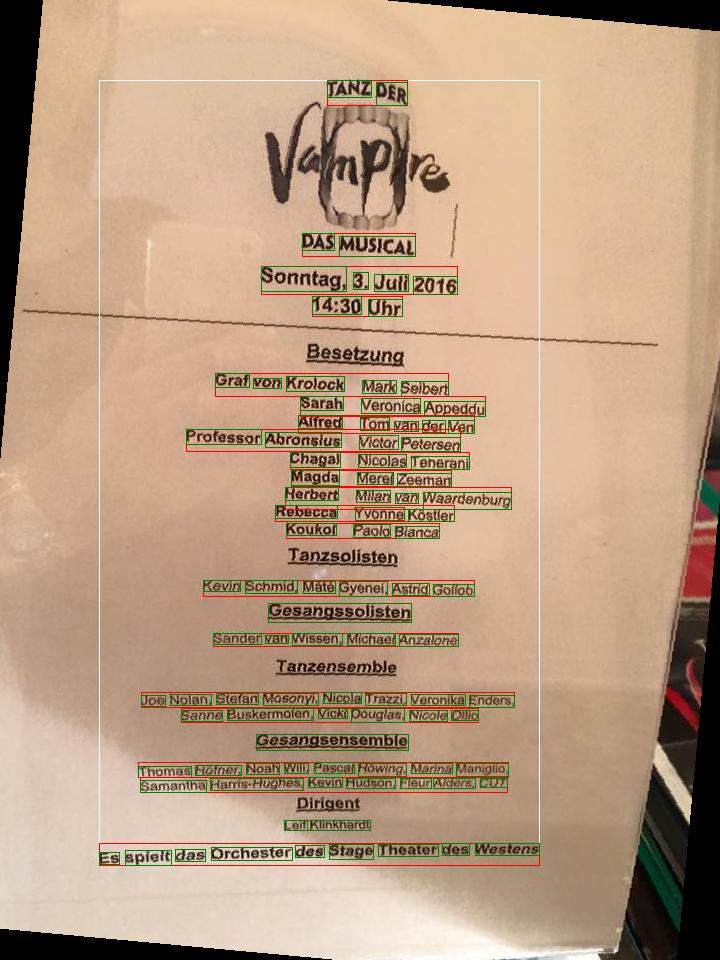 TANZ DER
Vampire
DAS MUSICAL
Sonntag, 3. Juli 2016
14:30 Uhr
Besetzung
Graf von Krolock Mark Seibert
Sarah Veronica Appeddu
Alfred Tom van der Ven
Professor Abronsius Victor Petersen
Chagal Nicolas Tenerani
Magda Merel Zeeman
Herbert Milan van Waardenburg
Rebecca Yvonne Köstler
Koukol Paolo Bianca
Tanzsolisten
Kevin Schmid, Máté Gyenei, Astrid Gollob
Gesangssolisten
Sander van Wissen, Michael Anzalone
Tanzensemble
Joe Nolan, Stefan Mosonyi, Nicola Trazzi, Veronika Enders,
Sanne Buskermolen, Vicki Douglas, Nicole Ollio
Gesangsensemble
Thomas Höfner, Noah Will, Pascal Höwing, Marina Maniglio,
Samantha Harris-Hughes, Kevin Hudson, Fleur Alders,
Dirigent
Leif Klinkhardt
Es spielt das Orchester des Stage Theater des Westens